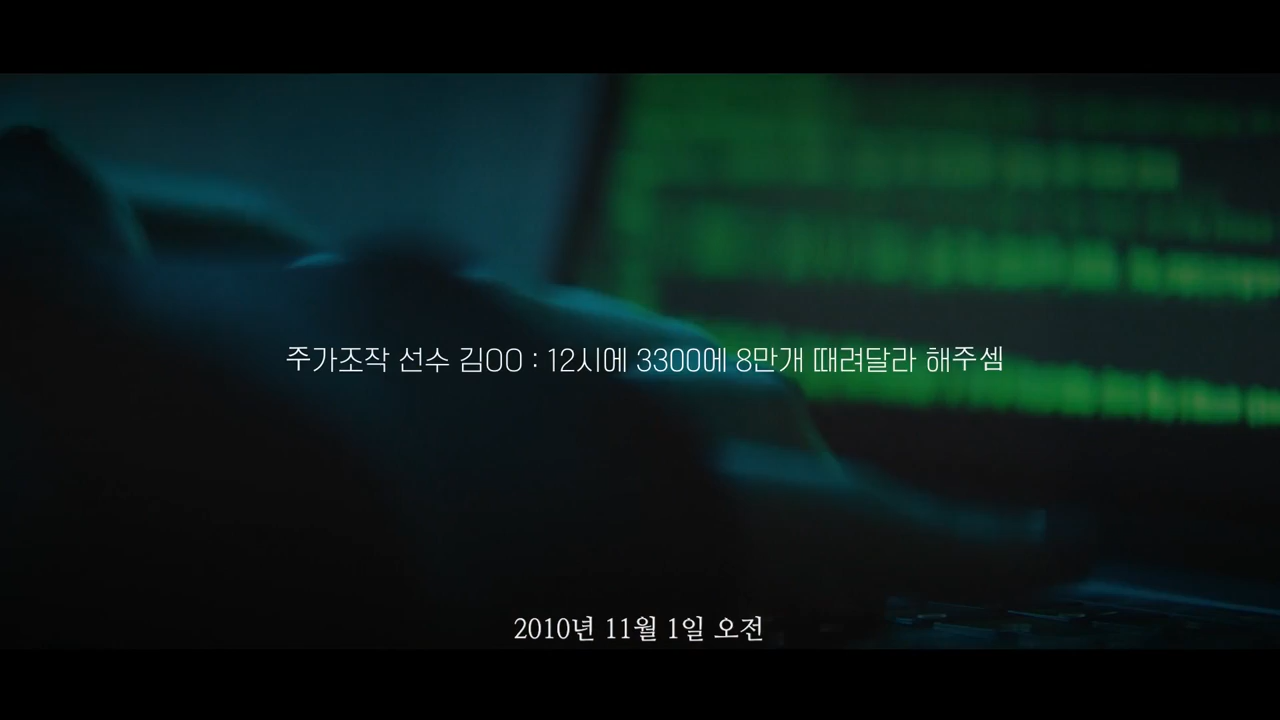 주가조작 선수 김OO : 12시에 3300에 8만개 때려달라 해주셈
2010년 11월 1일 오전